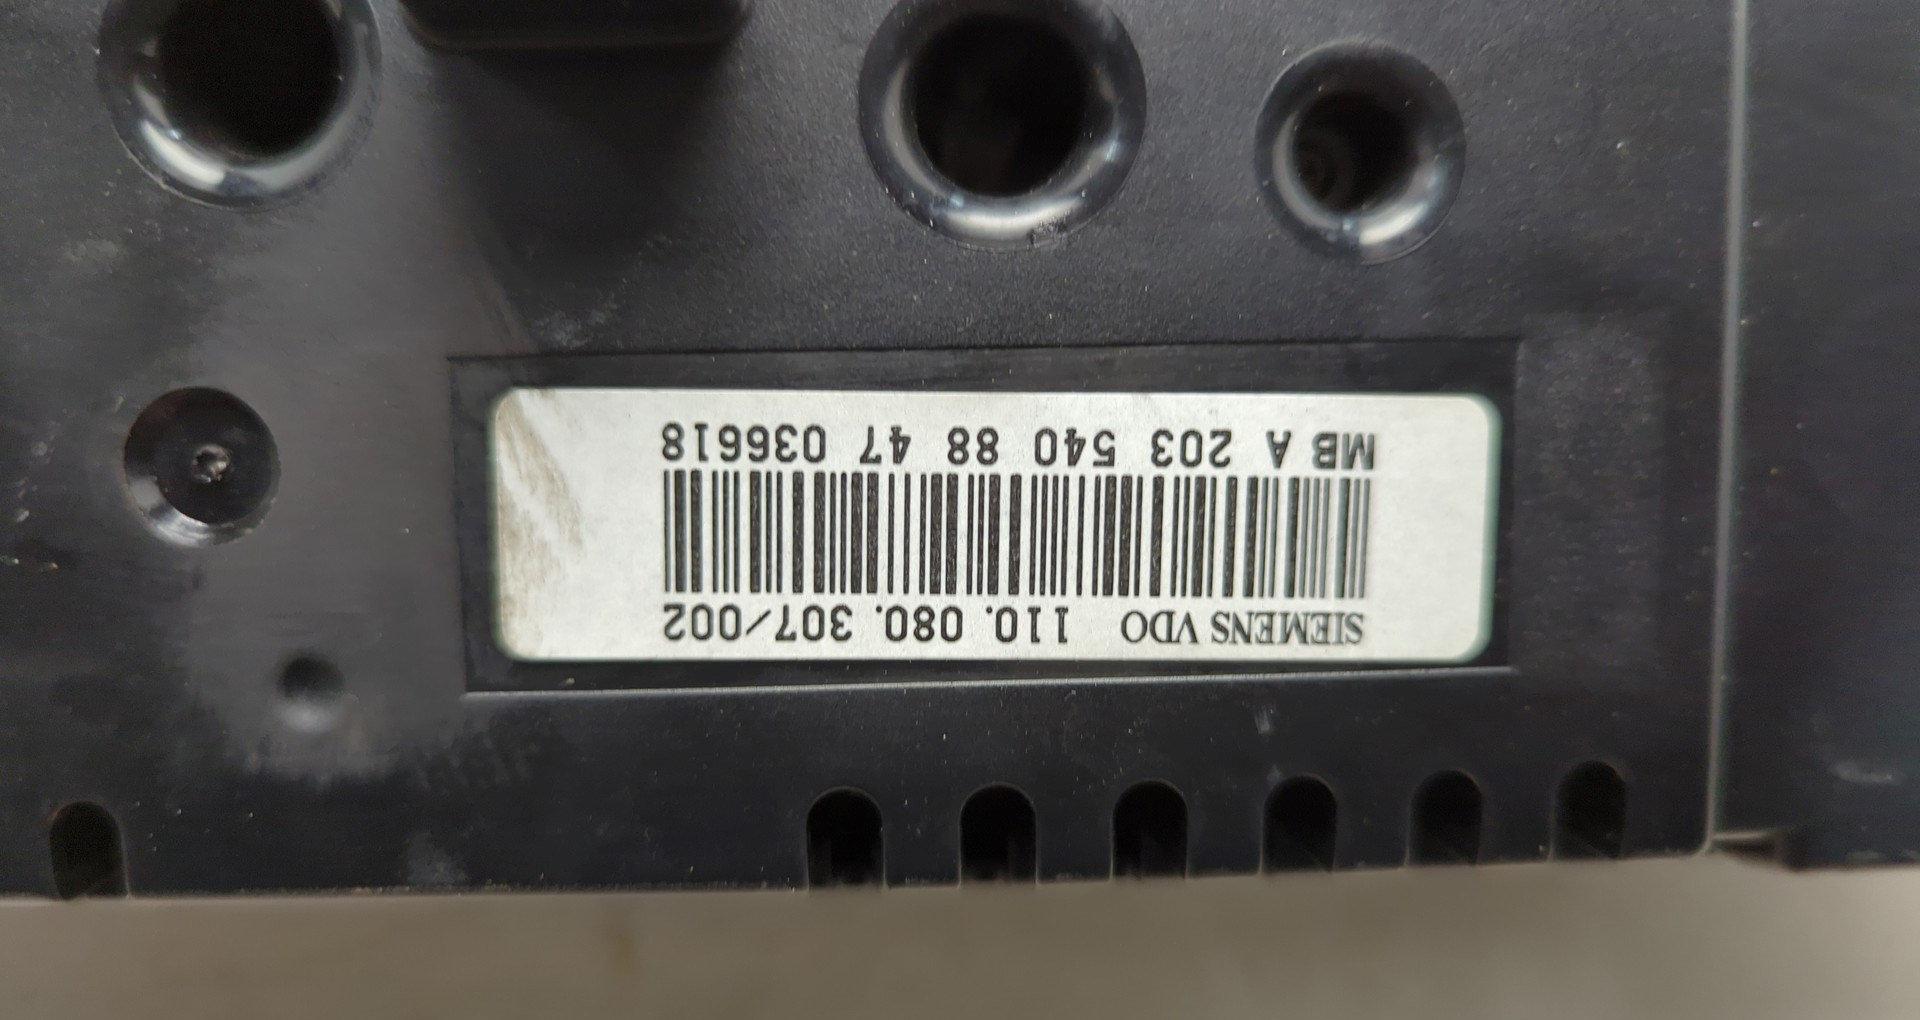 SIEMENS VDO 110. 080. 307/002
MB A 203 540 88 47 036618